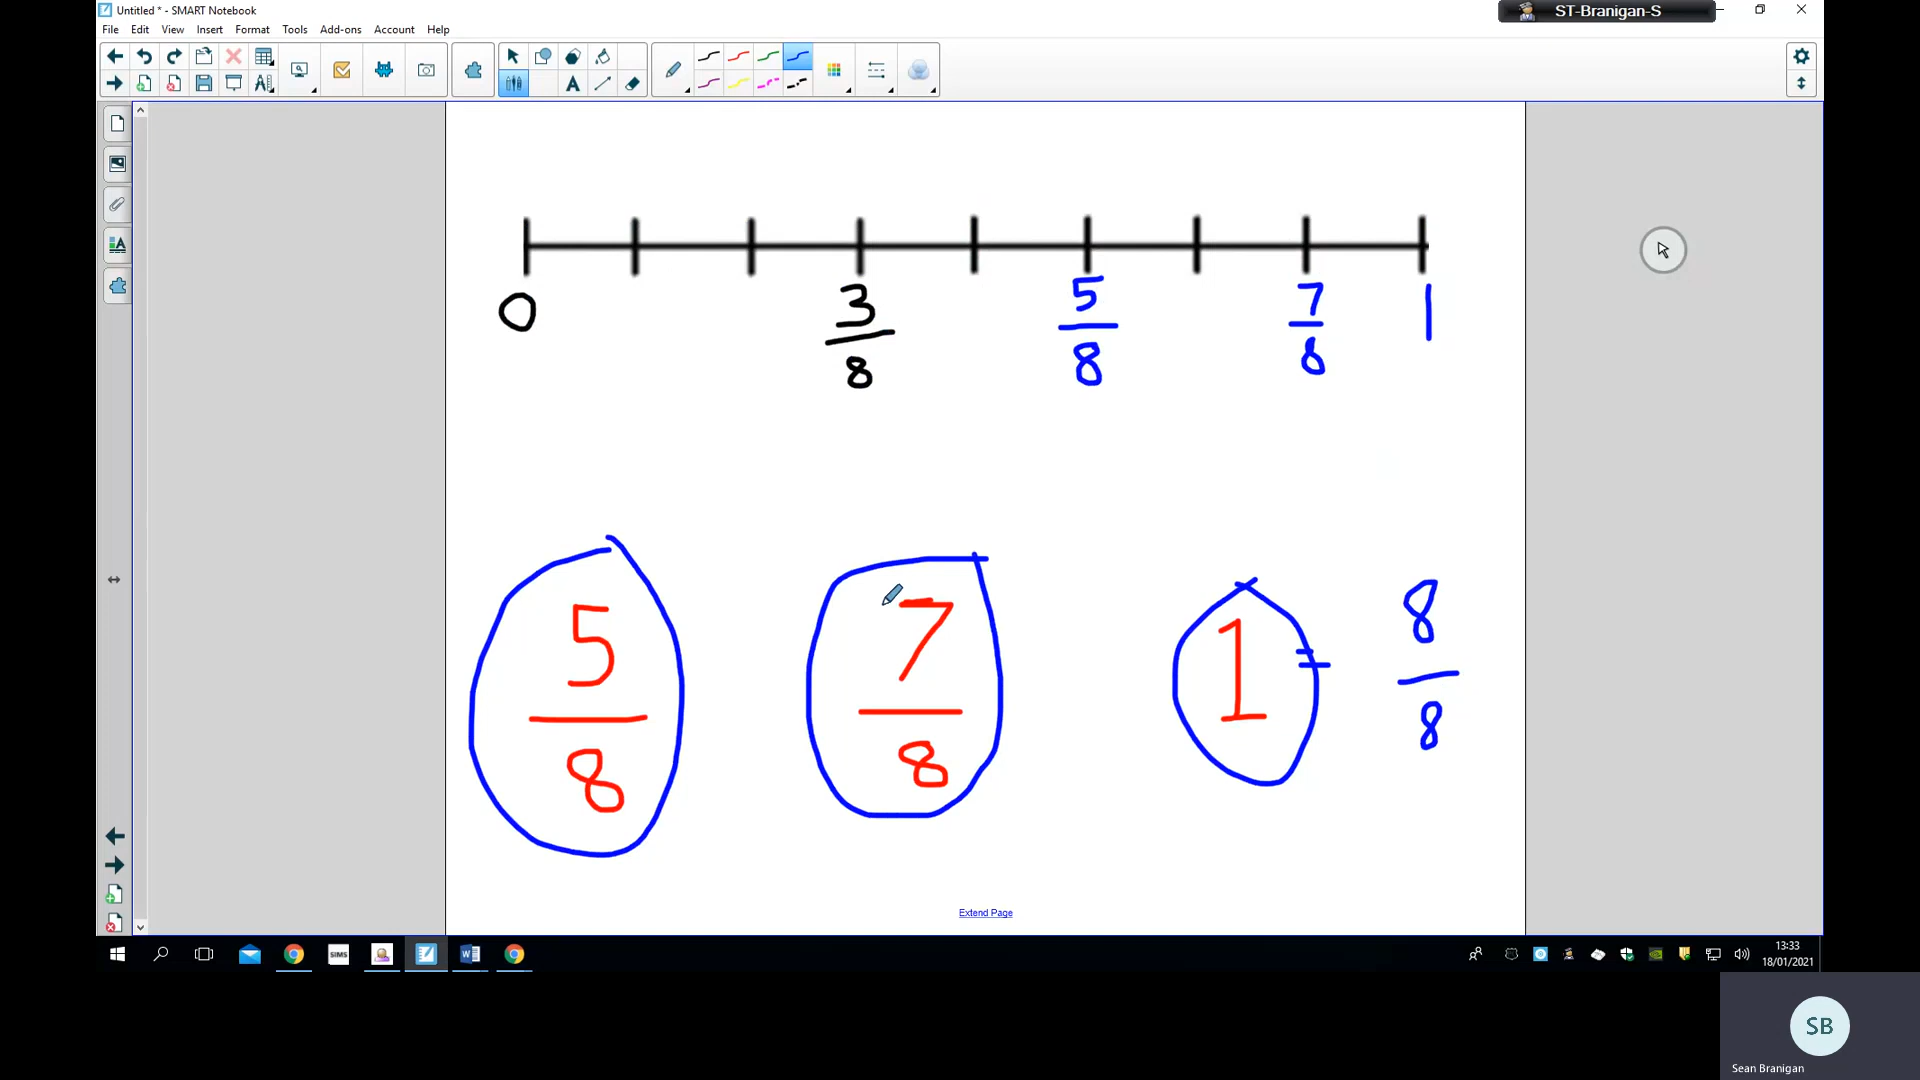 Untitled * - SMART Notebook
ST-Branigan-S
File Edit View Insert Format Tools Add-ons Account Help
0 3/8 5/8 7/8 1
5/8 7/8 1 = 8/8
Extend Page
SIMS
13:33
18/01/2021
SB
Sean Branigan